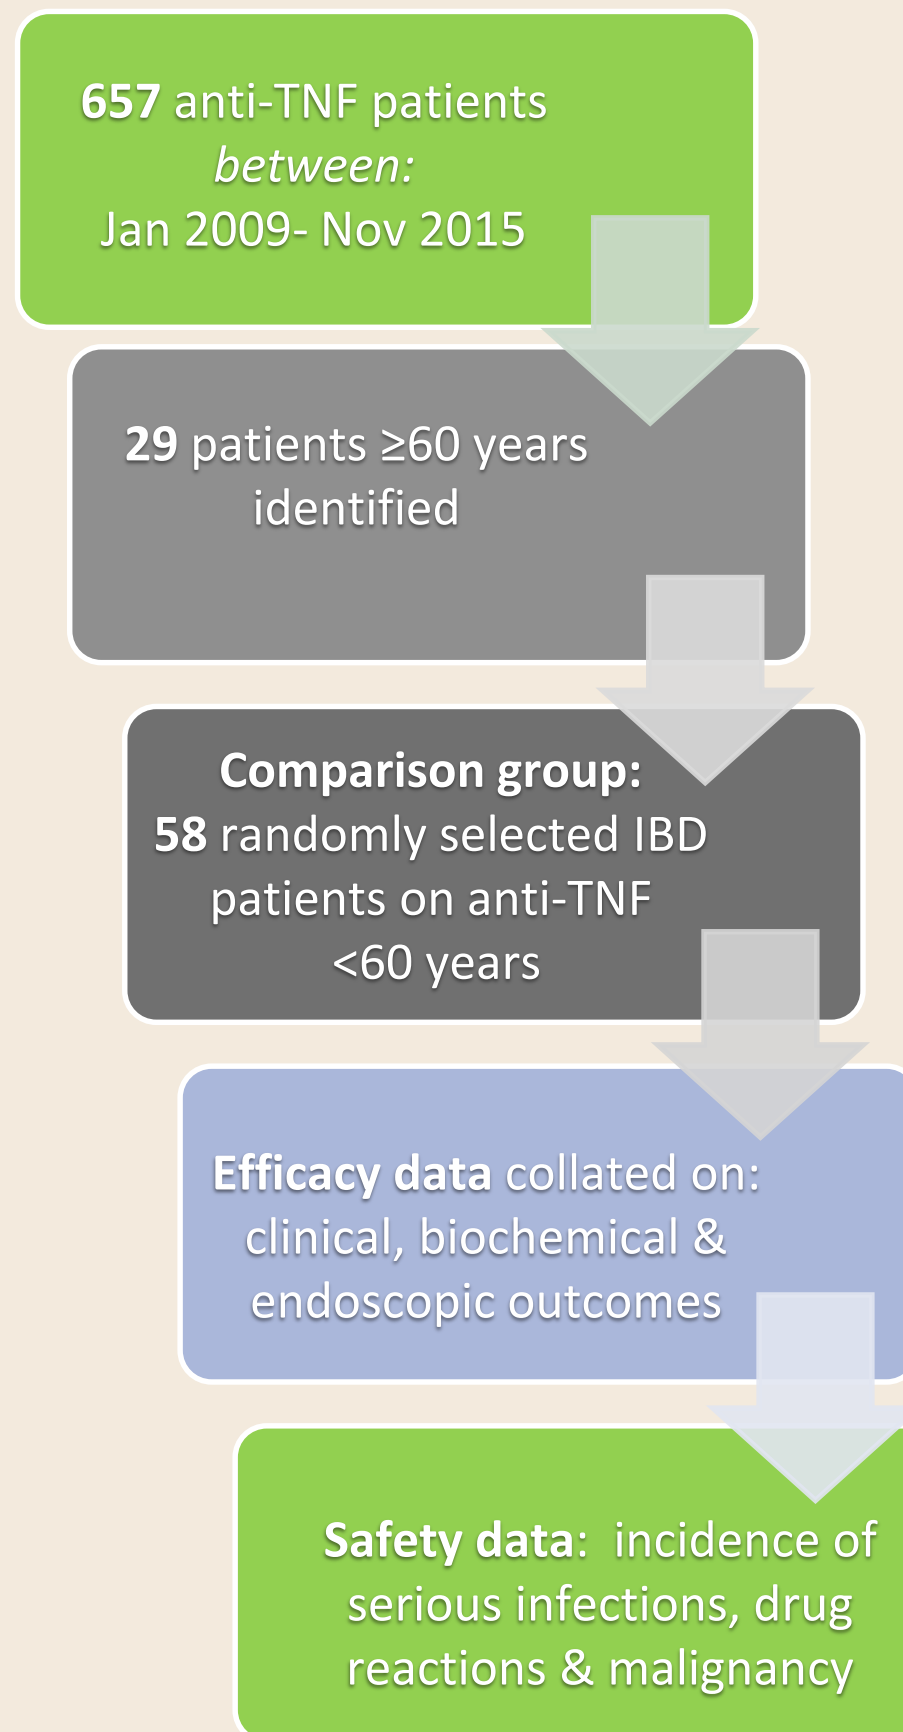 657 anti-TNF patients
between:
Jan 2009- Nov 2015
29 patients ≥60 years
identified
Comparison group:
58 randomly selected IBD
patients on anti-TNF
<60 years
Efficacy data collated on:
clinical, biochemical &
endoscopic outcomes
Safety data:  incidence of
serious infections, drug
reactions & malignancy